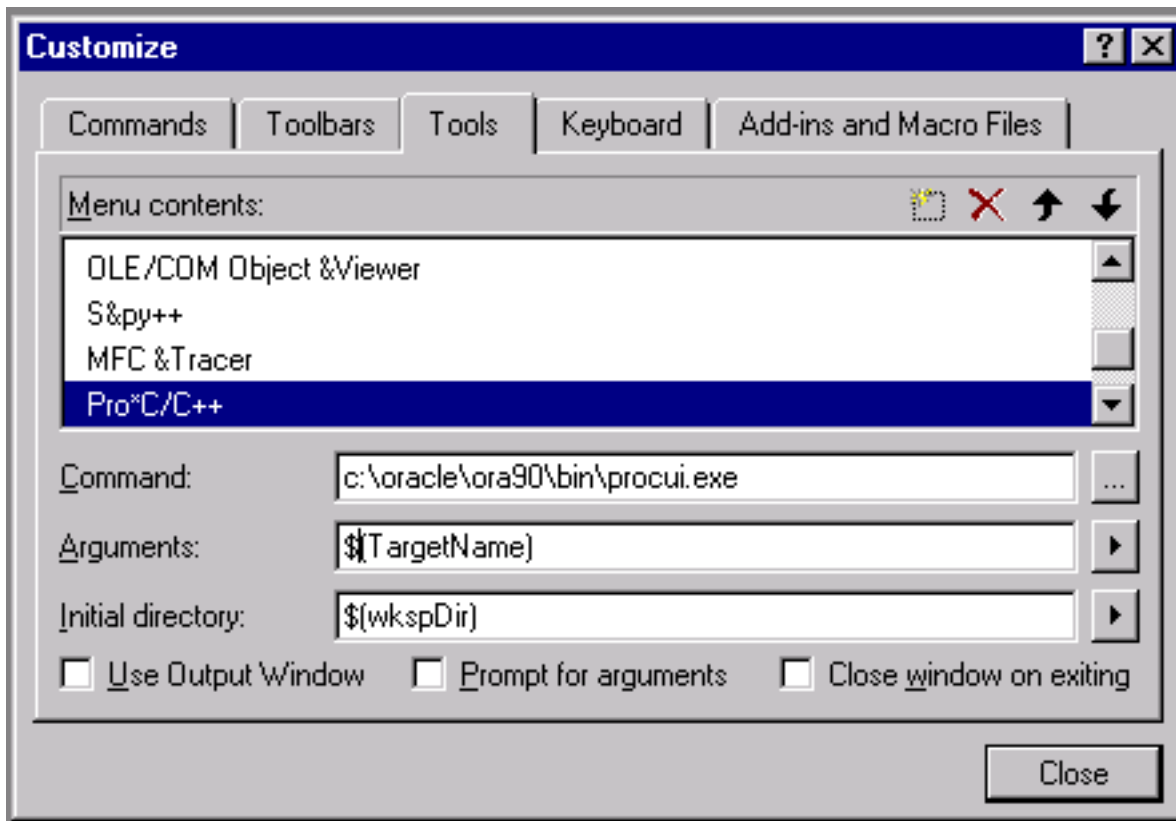 Customize
Commands Toolbars Tools Keyboard Add-ins and Macro Files
Menu contents:
OLE/COM Object &Viewer
S&py++
MFC &Tracer
Pro*C/C++
Command: c:\oracle\ora90\bin\procui.exe ...
Arguments: $(TargetName)
Initial directory: $(wkspDir)
Use Output Window Prompt for arguments Close window on exiting
Close